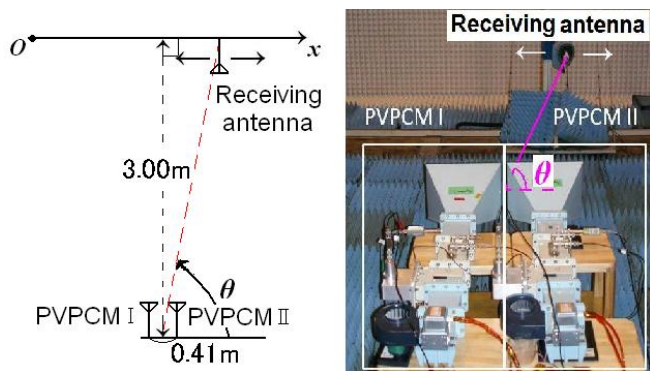 O
x
Receiving
antenna
3.00m
θ
PVPCM I
PVPCM II
0.41m
Receiving antenna
PVPCM I
PVPCM II
θ